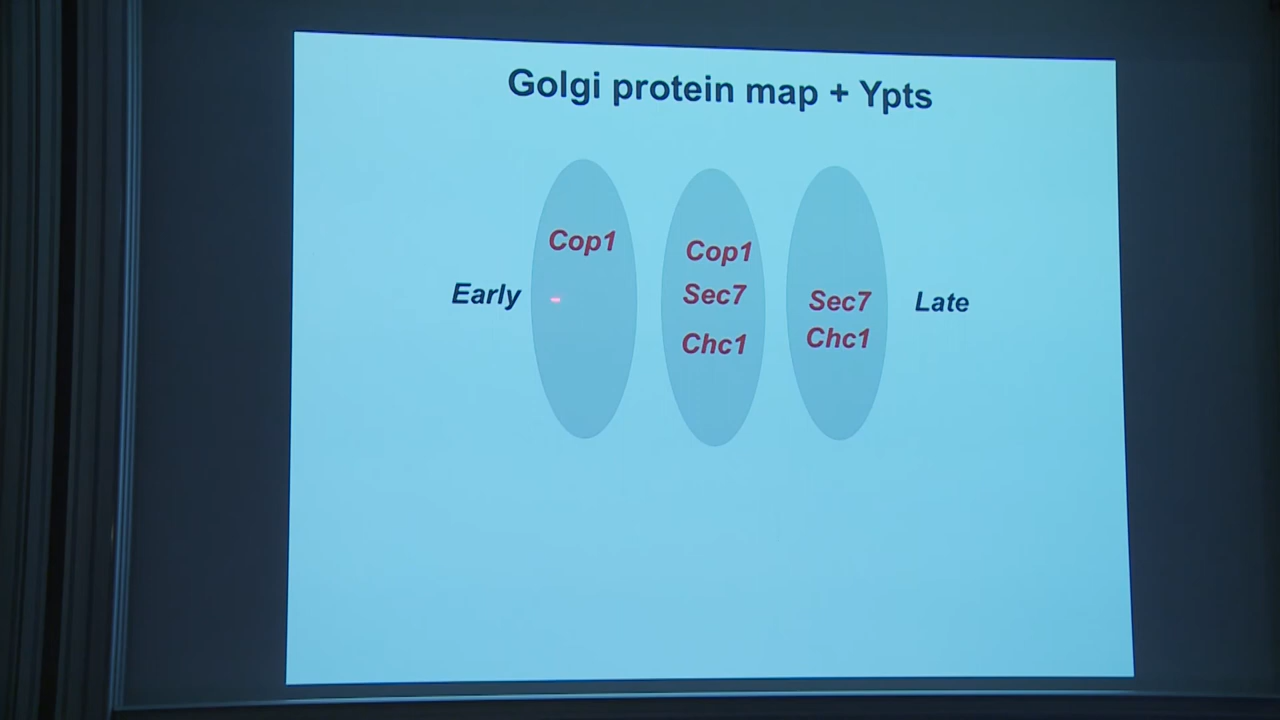 Golgi protein map + Ypts
Cop1
Cop1
Early
Sec7
Sec7
Late
Chc1
Chc1